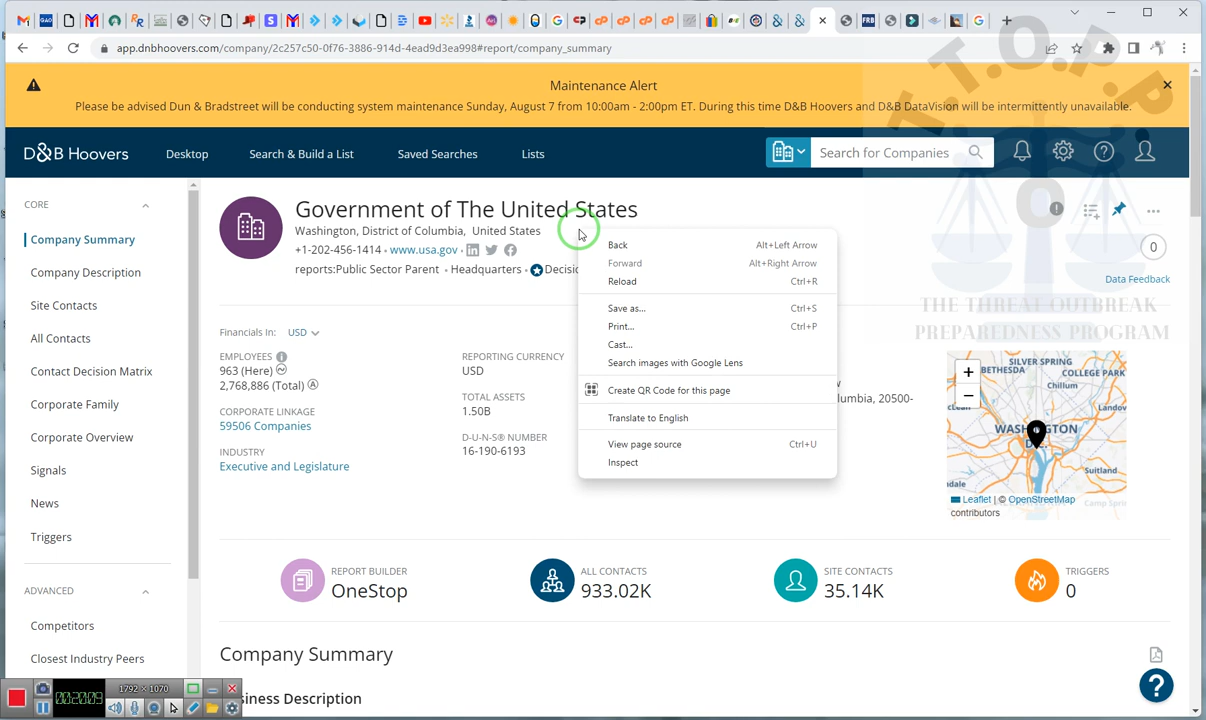 app.dnbhoovers.com/company/2c257c50-0f76-3886-914d-4ead9d3ea998#report/company_summary
Maintenance Alert
Please be advised Dun & Bradstreet will be conducting system maintenance Sunday, August 7 from 10:00am - 2:00pm ET. During this time D&B Hoovers and D&B DataVision will be intermittently unavailable.
T.T.O.P.P
D&B Hoovers
Desktop
Search & Build a List
Saved Searches
Lists
Search for Companies
CORE
Company Summary
Company Description
Site Contacts
All Contacts
Contact Decision Matrix
Corporate Family
Corporate Overview
Signals
News
Triggers
ADVANCED
Competitors
Closest Industry Peers
Government of The United States
Washington, District of Columbia, United States
+1-202-456-1414 • www.usa.gov
reports:Public Sector Parent • Headquarters •
0
Data Feedback
THE THREAT OUTBREAK
PREPAREDNESS PROGRAM
Back Alt+Left Arrow
Forward Alt+Right Arrow
Reload Ctrl+R
Save as... Ctrl+S
Print... Ctrl+P
Cast...
Search images with Google Lens
Create QR Code for this page
Translate to English
View page source Ctrl+U
Inspect
Financials In: USD
EMPLOYEES
963 (Here)
2,768,886 (Total)
CORPORATE LINKAGE
59506 Companies
INDUSTRY
Executive and Legislature
REPORTING CURRENCY
USD
TOTAL ASSETS
1.50B
D-U-N-S® NUMBER
16-190-6193
20500-
+
-
SILVER SPRING
BETHESDA
COLLEGE PARK
Chillum
WASHINGTON
Suitland
Leaflet | © OpenStreetMap
contributors
REPORT BUILDER
OneStop
ALL CONTACTS
933.02K
SITE CONTACTS
35.14K
TRIGGERS
0
Company Summary
Description
?
1792 × 1070
00:20:09